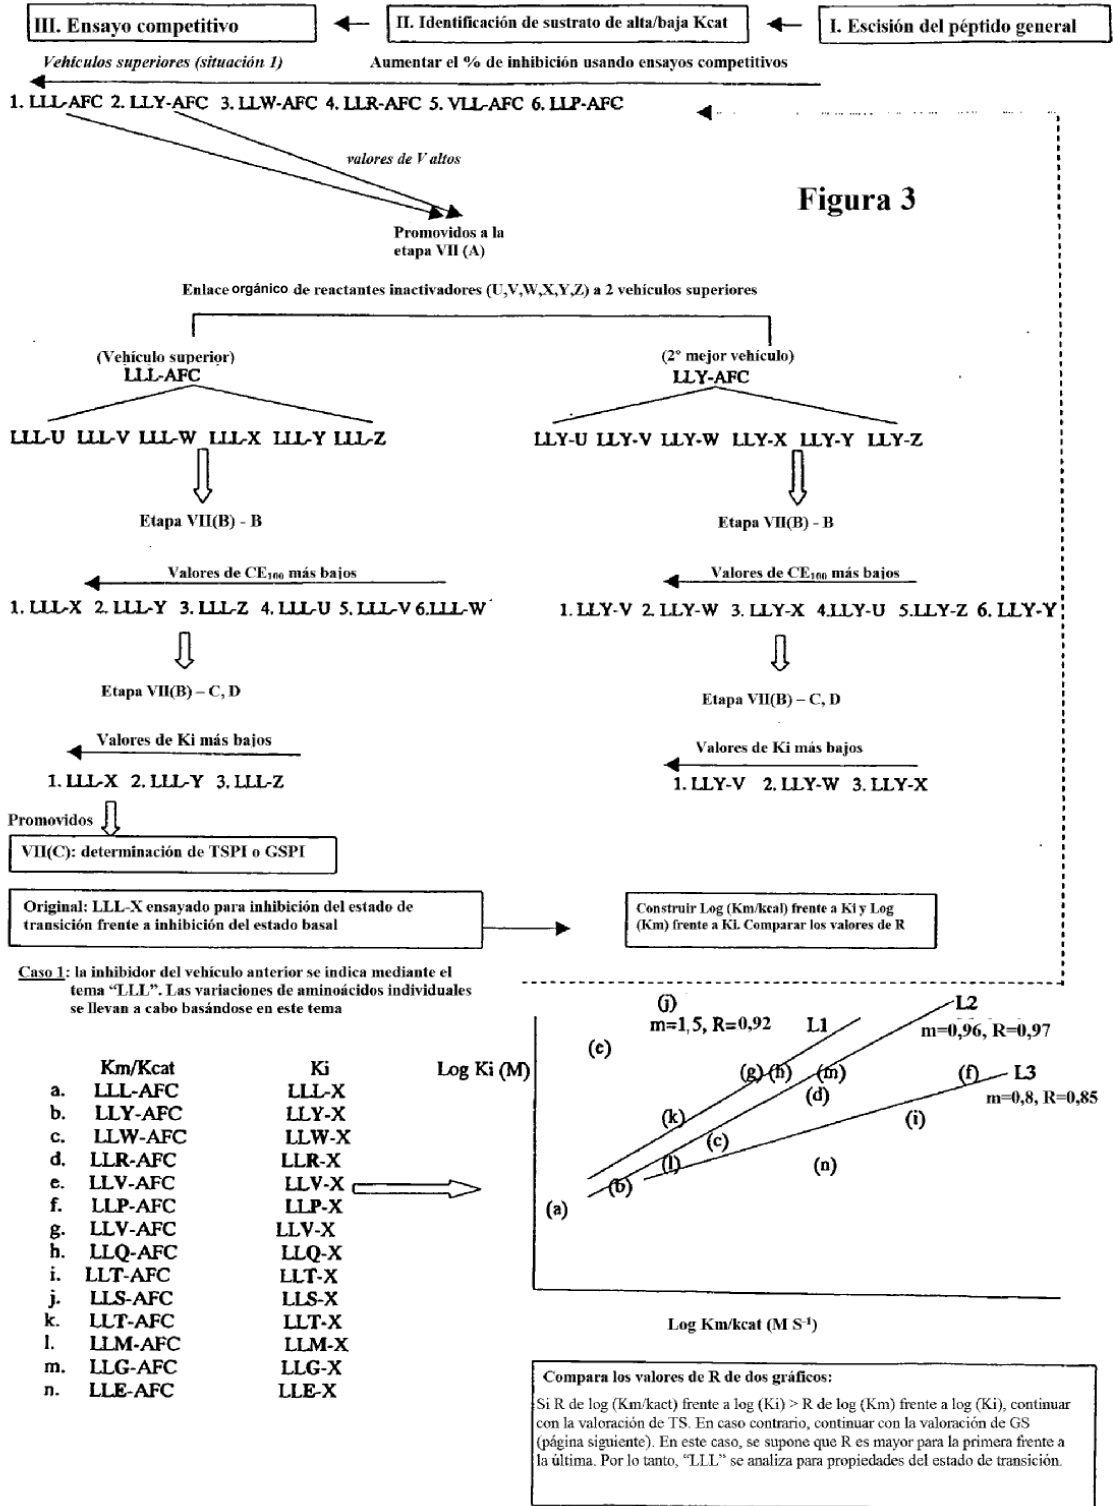 III. Ensayo competitivo
II. Identificación de sustrato de alta/baja Kcat
I. Escisión del péptido general
Vehículos superiores (situación 1)
Aumentar el % de inhibición usando ensayos competitivos
1. LLL-AFC 2. LLY-AFC 3. LLW-AFC 4. LLR-AFC 5. VLL-AFC 6. LLP-AFC
valores de V altos
Figura 3
Promovidos a la
etapa VII (A)
Enlace orgánico de reactantes inactivadores (U,V,W,X,Y,Z) a 2 vehículos superiores
(Vehículo superior)
LLL-AFC
(2º mejor vehículo)
LLY-AFC
LLL-U LLL-V LLL-W LLL-X LLL-Y LLL-Z
LLY-U LLY-V LLY-W LLY-X LLY-Y LLY-Z
Etapa VII(B) - B
Etapa VII(B) - B
Valores de CE100 más bajos
Valores de CE100 más bajos
1. LLL-X 2. LLL-Y 3. LLL-Z 4. LLL-U 5. LLL-V 6.LLL-W
1. LLY-V 2. LLY-W 3. LLY-X 4.LLY-U 5.LLY-Z 6. LLY-Y
Etapa VII(B) – C, D
Etapa VII(B) – C, D
Valores de Ki más bajos
Valores de Ki más bajos
1. LLL-X 2. LLL-Y 3. LLL-Z
1. LLY-V 2. LLY-W 3. LLY-X
Promovidos
VII(C): determinación de TSPI o GSPI
Original: LLL-X ensayado para inhibición del estado de
transición frente a inhibición del estado basal
Construir Log (Km/kcal) frente a Ki y Log
(Km) frente a Ki. Comparar los valores de R
Caso 1: la inhibidor del vehículo anterior se indica mediante el
tema “LLL”. Las variaciones de aminoácidos individuales
se llevan a cabo basándose en este tema
Km/Kcat Ki
a. LLL-AFC LLL-X
b. LLY-AFC LLY-X
c. LLW-AFC LLW-X
d. LLR-AFC LLR-X
e. LLV-AFC LLV-X
f. LLP-AFC LLP-X
g. LLV-AFC LLV-X
h. LLQ-AFC LLQ-X
i. LLT-AFC LLT-X
j. LLS-AFC LLS-X
k. LLT-AFC LLT-X
l. LLM-AFC LLM-X
m. LLG-AFC LLG-X
n. LLE-AFC LLE-X
Log Ki (M)
(j)
m=1,5, R=0,92
L1
L2
m=0,96, R=0,97
(e)
(g) (h) (m)
(f)
L3
m=0,8, R=0,85
(d)
(k)
(i)
(c)
(l)
(n)
(b)
(a)
Log Km/kcat (M S-1)
Compara los valores de R de dos gráficos:
Si R de log (Km/kact) frente a log (Ki) > R de log (Km) frente a log (Ki), continuar
con la valoración de TS. En caso contrario, continuar con la valoración de GS
(página siguiente). En este caso, se supone que R es mayor para la primera frente a
la última. Por lo tanto, “LLL” se analiza para propiedades del estado de transición.